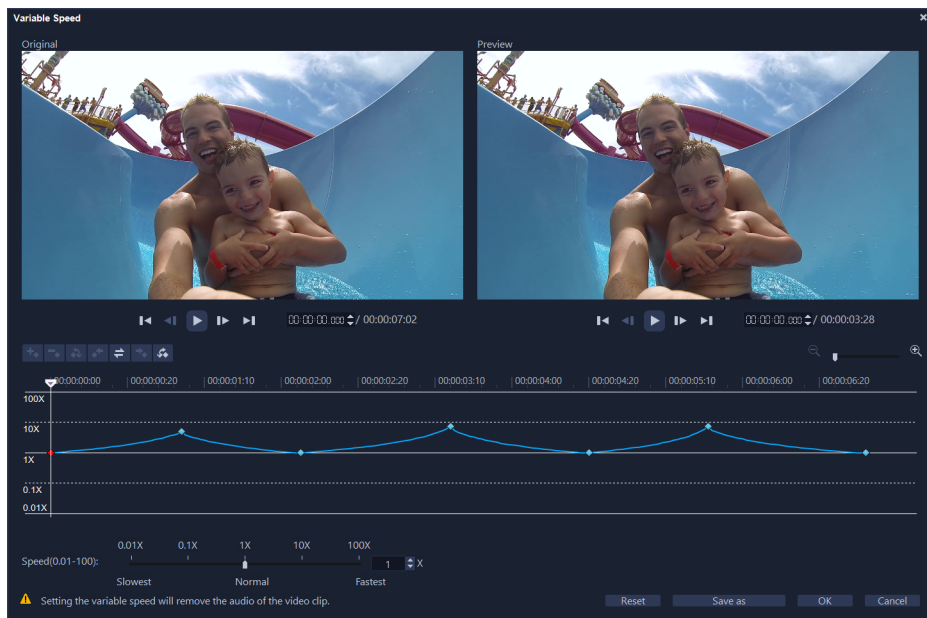 Variable Speed
Original
Preview
00:00:00.000 / 00:00:07:02
00:00:00.000 / 00:00:03:28
00:00:00:00 00:00:00:20 00:00:01:10 00:00:02:00 00:00:02:20 00:00:03:10 00:00:04:00 00:00:04:20 00:00:05:10 00:00:06:00 00:00:06:20
100X
10X
1X
0.1X
0.01X
0.01X 0.1X 1X 10X 100X
Speed(0.01-100): 1 X
Slowest Normal Fastest
Setting the variable speed will remove the audio of the video clip.
Reset Save as OK Cancel